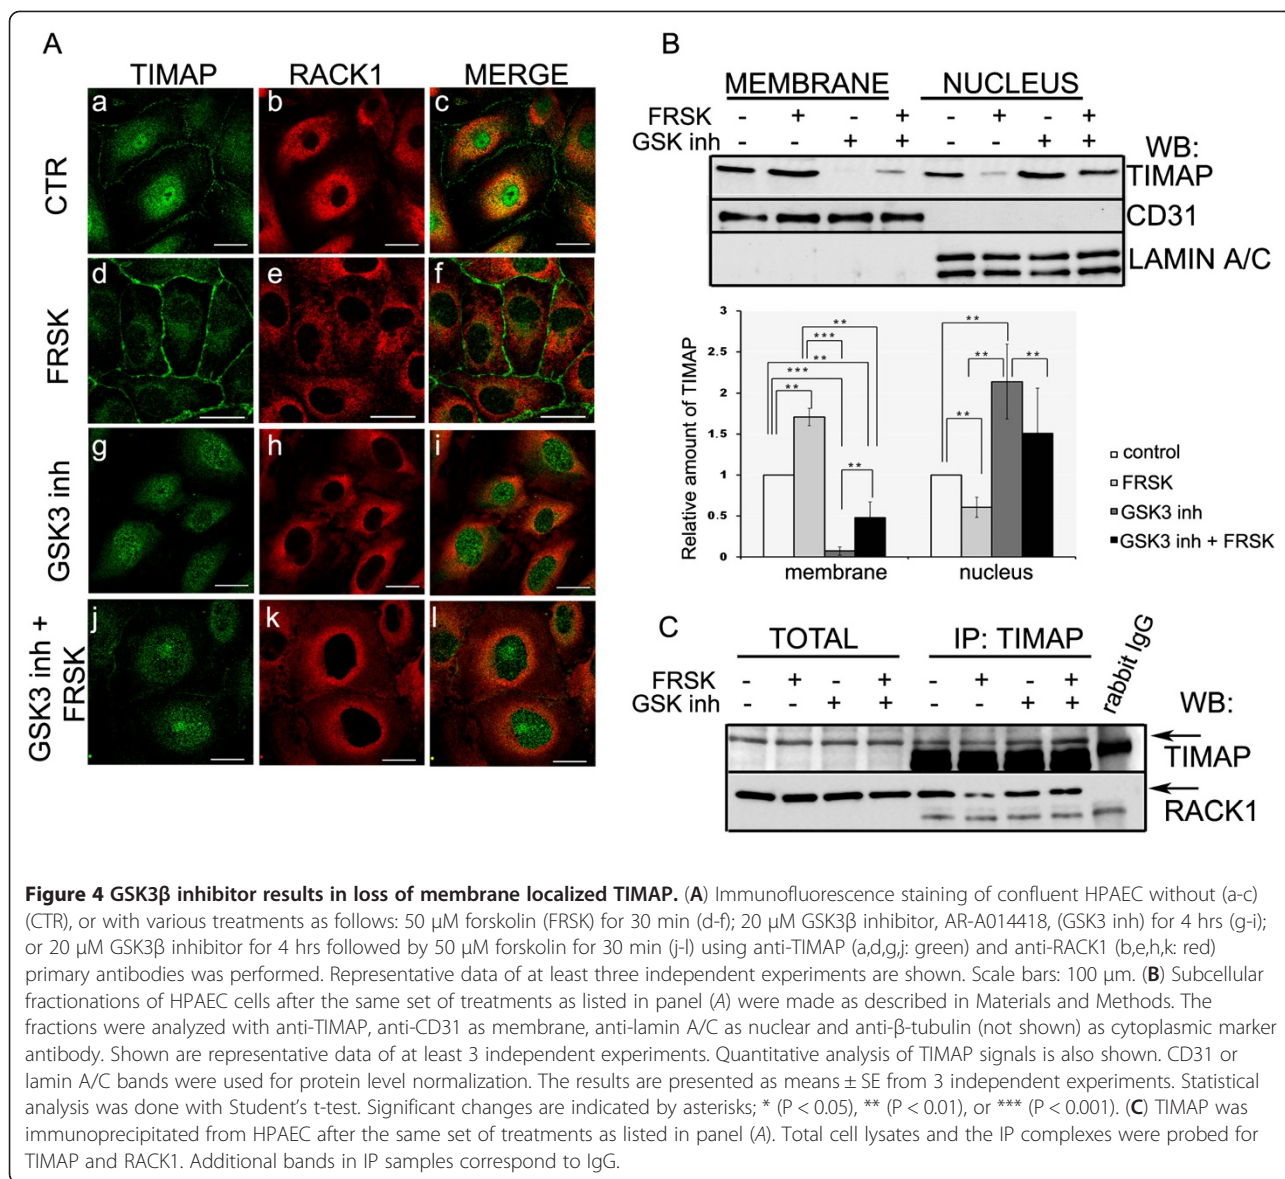 A
TIMAP RACK1 MERGE
CTR
a b c
FRSK
d e f
GSK3 inh
g h i
GSK3 inh +
FRSK
j k l
B
MEMBRANE NUCLEUS
FRSK - + - + - + - +
GSK inh - - + + - - + +
WB:
TIMAP
CD31
LAMIN A/C
Relative amount of TIMAP
3
2.5
2
1.5
1
0.5
0
**
***
**
***
**
**
**
**
**
**
membrane nucleus
control
FRSK
GSK3 inh
GSK3 inh + FRSK
C
TOTAL IP: TIMAP rabbit IgG
FRSK - + - + - + - +
GSK inh - - + + - - + +
WB:
TIMAP
RACK1
Figure 4 GSK3β inhibitor results in loss of membrane localized TIMAP. (A) Immunofluorescence staining of confluent HPAEC without (a-c)
(CTR), or with various treatments as follows: 50 μM forskolin (FRSK) for 30 min (d-f); 20 μM GSK3β inhibitor, AR-A014418, (GSK3 inh) for 4 hrs (g-i);
or 20 μM GSK3β inhibitor for 4 hrs followed by 50 μM forskolin for 30 min (j-l) using anti-TIMAP (a,d,g,j: green) and anti-RACK1 (b,e,h,k: red)
primary antibodies was performed. Representative data of at least three independent experiments are shown. Scale bars: 100 μm. (B) Subcellular
fractionations of HPAEC cells after the same set of treatments as listed in panel (A) were made as described in Materials and Methods. The
fractions were analyzed with anti-TIMAP, anti-CD31 as membrane, anti-lamin A/C as nuclear and anti-β-tubulin (not shown) as cytoplasmic marker
antibody. Shown are representative data of at least 3 independent experiments. Quantitative analysis of TIMAP signals is also shown. CD31 or
lamin A/C bands were used for protein level normalization. The results are presented as means ± SE from 3 independent experiments. Statistical
analysis was done with Student's t-test. Significant changes are indicated by asterisks; * (P < 0.05), ** (P < 0.01), or *** (P < 0.001). (C) TIMAP was
immunoprecipitated from HPAEC after the same set of treatments as listed in panel (A). Total cell lysates and the IP complexes were probed for
TIMAP and RACK1. Additional bands in IP samples correspond to IgG.